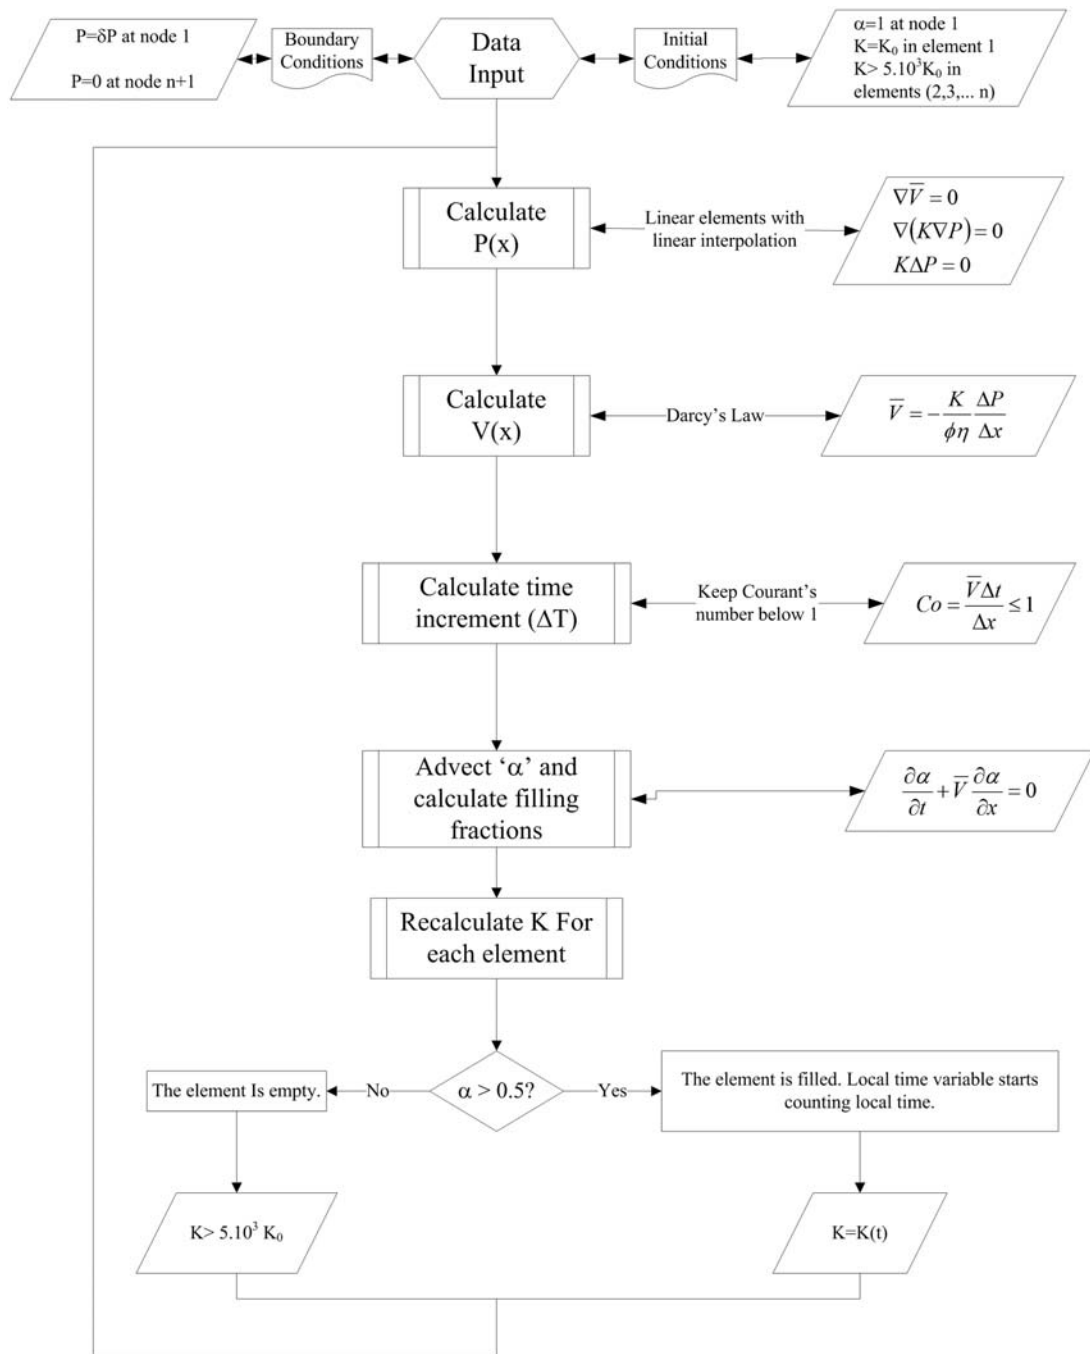 P=δP at node 1
P=0 at node n+1
Boundary
Conditions
Data
Input
Initial
Conditions
α=1 at node 1
K=K₀ in element 1
K> 5.10³K₀ in
elements (2,3,... n)
Calculate
P(x)
Linear elements with
linear interpolation
∇V̅ = 0
∇(K∇P) = 0
KΔP = 0
Calculate
V(x)
Darcy's Law
V̅ = − K/ϕη ΔP/Δx
Calculate time
increment (ΔT)
Keep Courant's
number below 1
Co = V̅Δt/Δx ≤ 1
Advect ‘α’ and
calculate filling
fractions
∂α/∂t + V̅ ∂α/∂x = 0
Recalculate K For
each element
The element Is empty.
No
α > 0.5?
Yes
The element is filled. Local time variable starts
counting local time.
K> 5.10³ K₀
K=K(t)